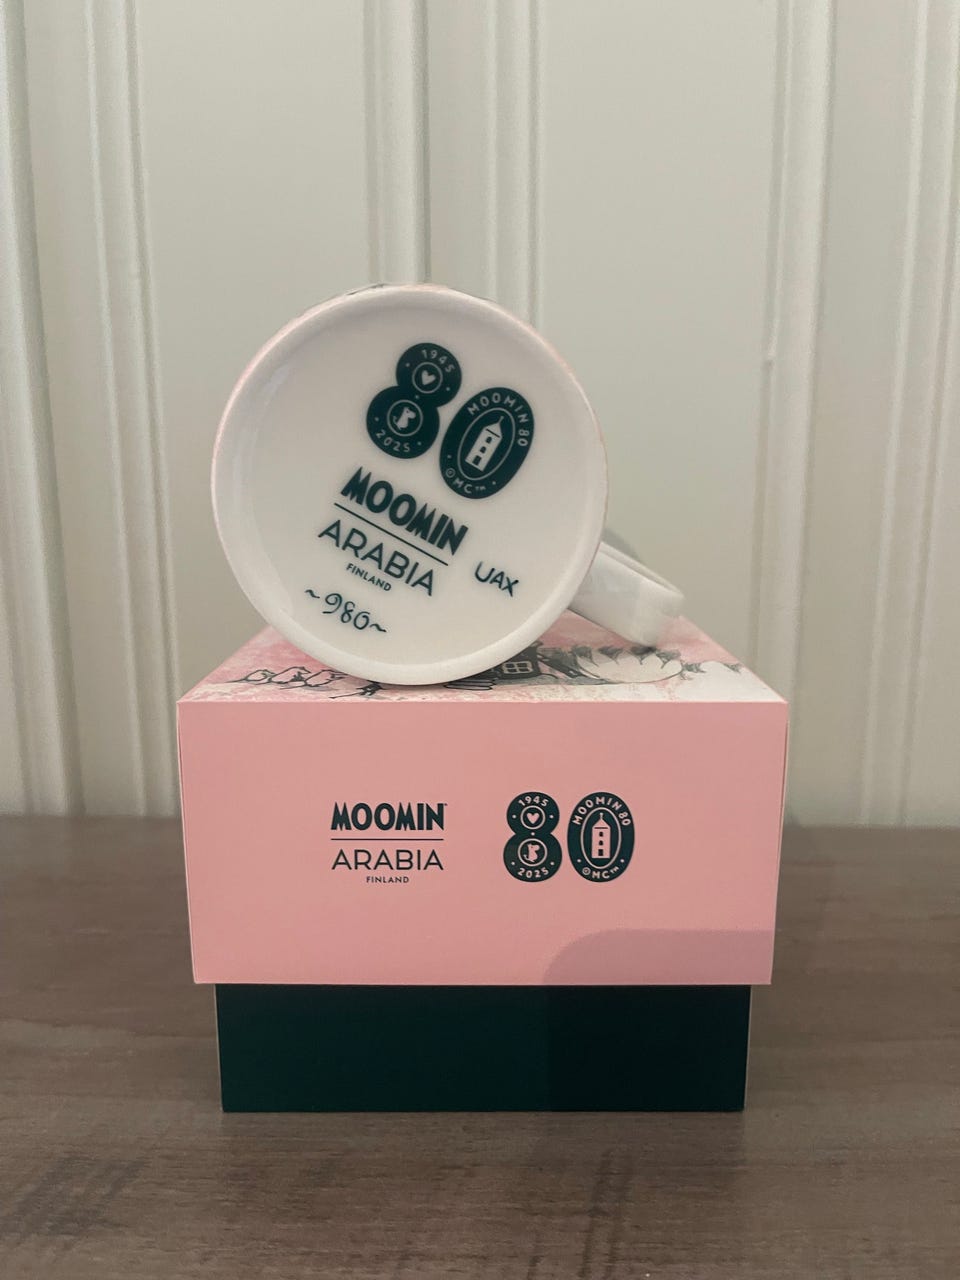 1945
2025
MOOMIN 80
©MC™
MOOMIN
ARABIA
FINLAND
UAX
~980~
MOOMIN™
ARABIA
FINLAND
1945
2025
MOOMIN 80
©MC™